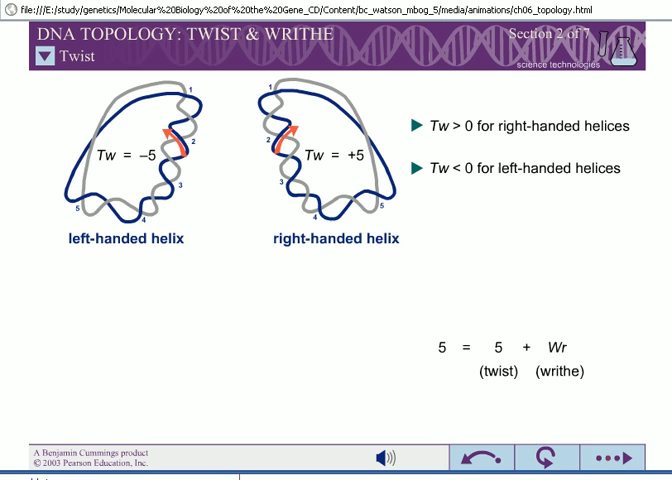 file:///E:/study/genetics/Molecular%20Biology%20of%20the%20Gene_CD/Content/bc_watson_mbog_5/media/animations/ch06_topology.html
DNA TOPOLOGY: TWIST & WRITHE
Section 2 of 7
Twist
science technologies
1
2
3
4
5
Tw = –5
left-handed helix
1
2
3
4
5
Tw = +5
right-handed helix
Tw > 0 for right-handed helices
Tw < 0 for left-handed helices
5 = 5 + Wr
(twist) (writhe)
A Benjamin Cummings product
© 2003 Pearson Education, Inc.